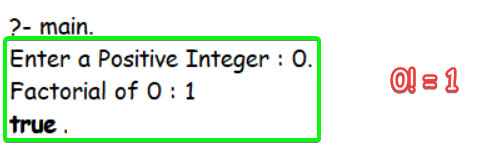 ?- main.
Enter a Positive Integer : 0.
Factorial of 0 : 1
true .
0! = 1